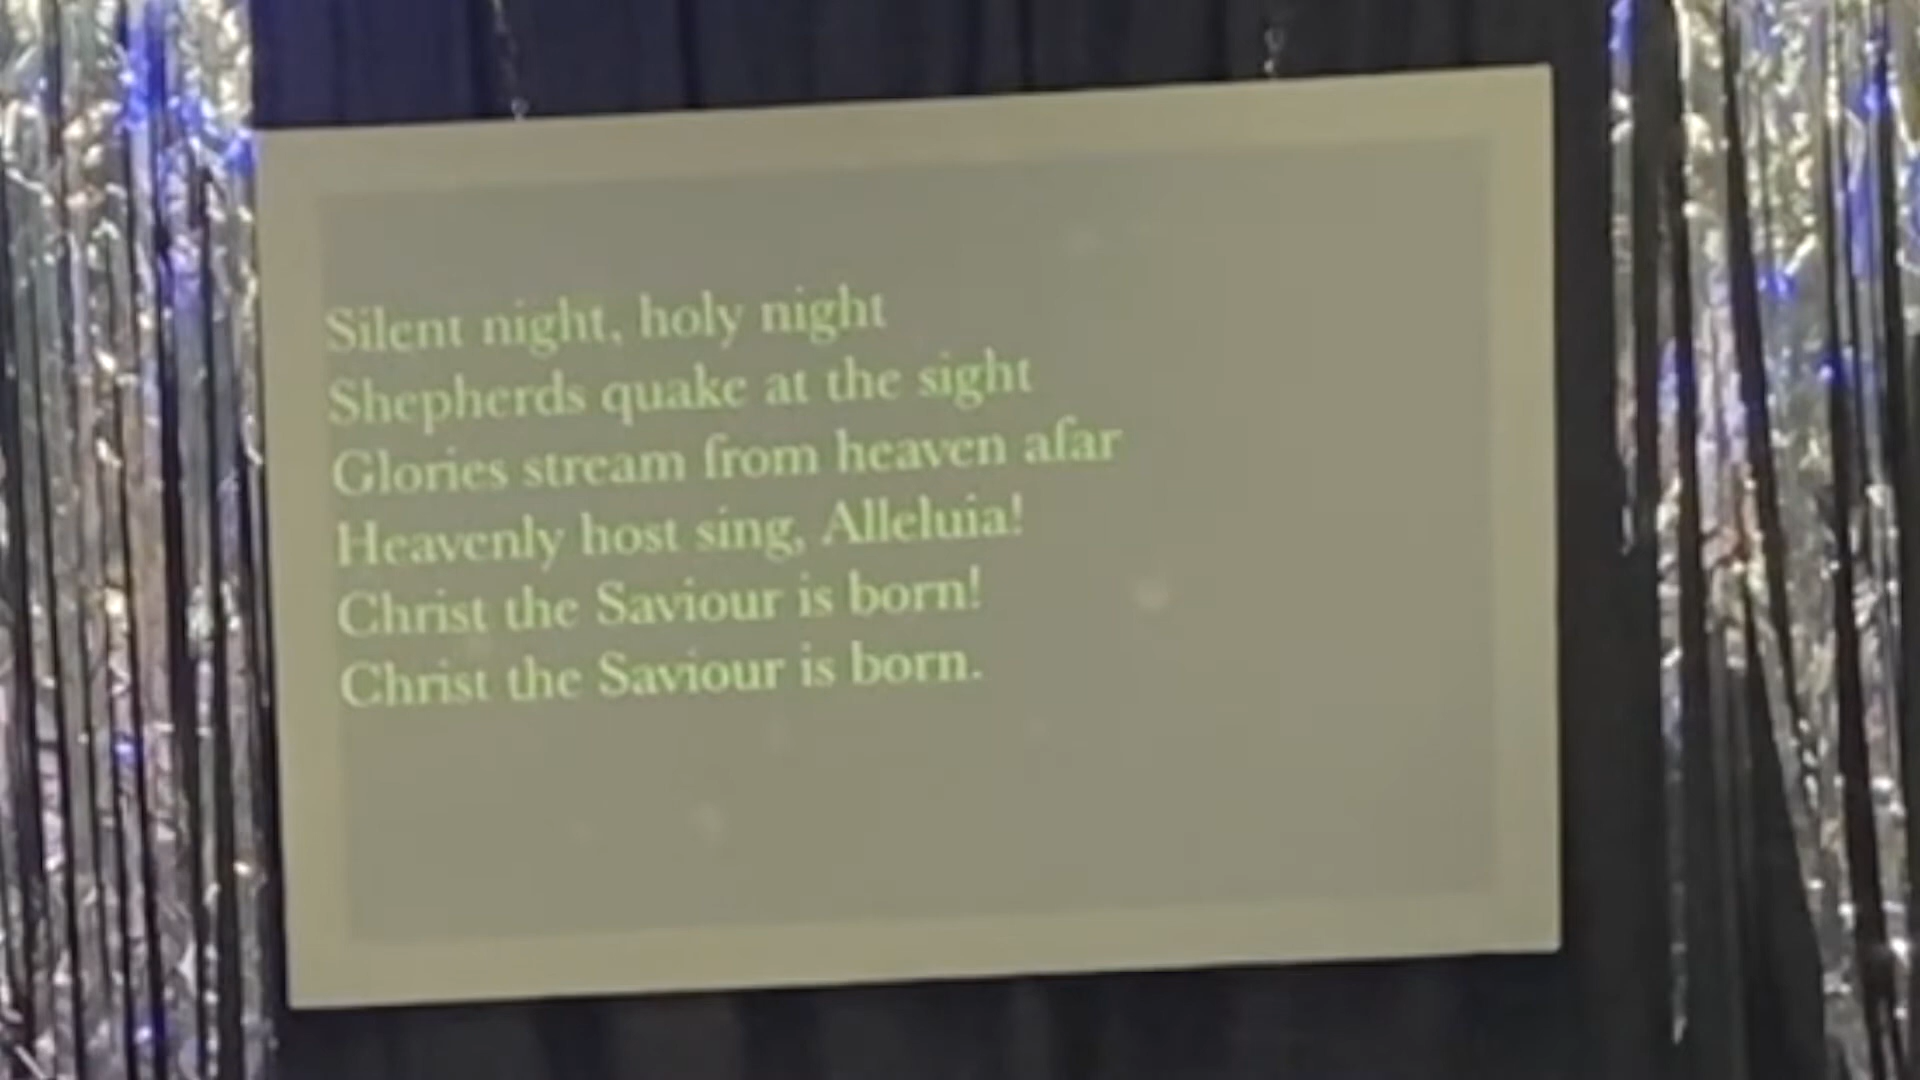 Silent night, holy night
Shepherds quake at the sight
Glories stream from heaven afar
Heavenly host sing, Alleluia!
Christ the Saviour is born!
Christ the Saviour is born.